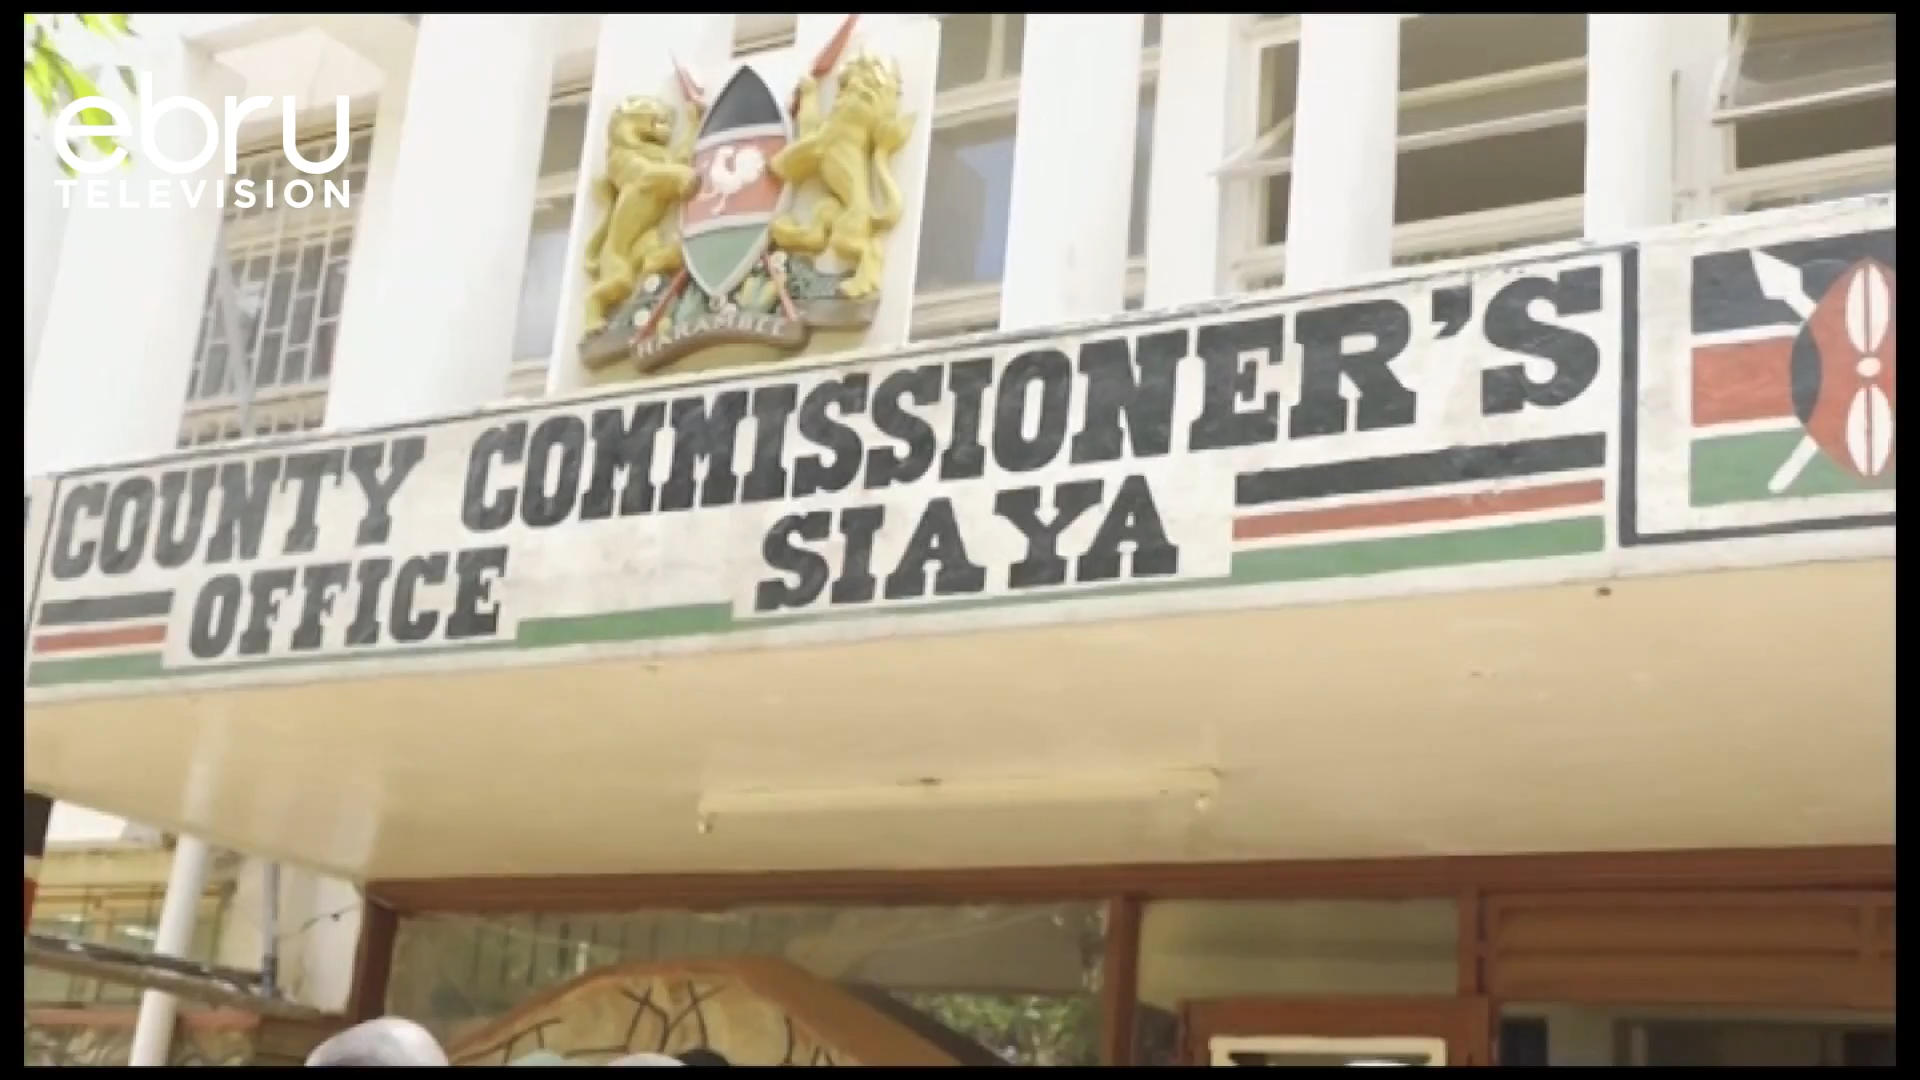 ebru
TELEVISION
HARAMBEE
COUNTY COMMISSIONER'S
OFFICE SIAYA